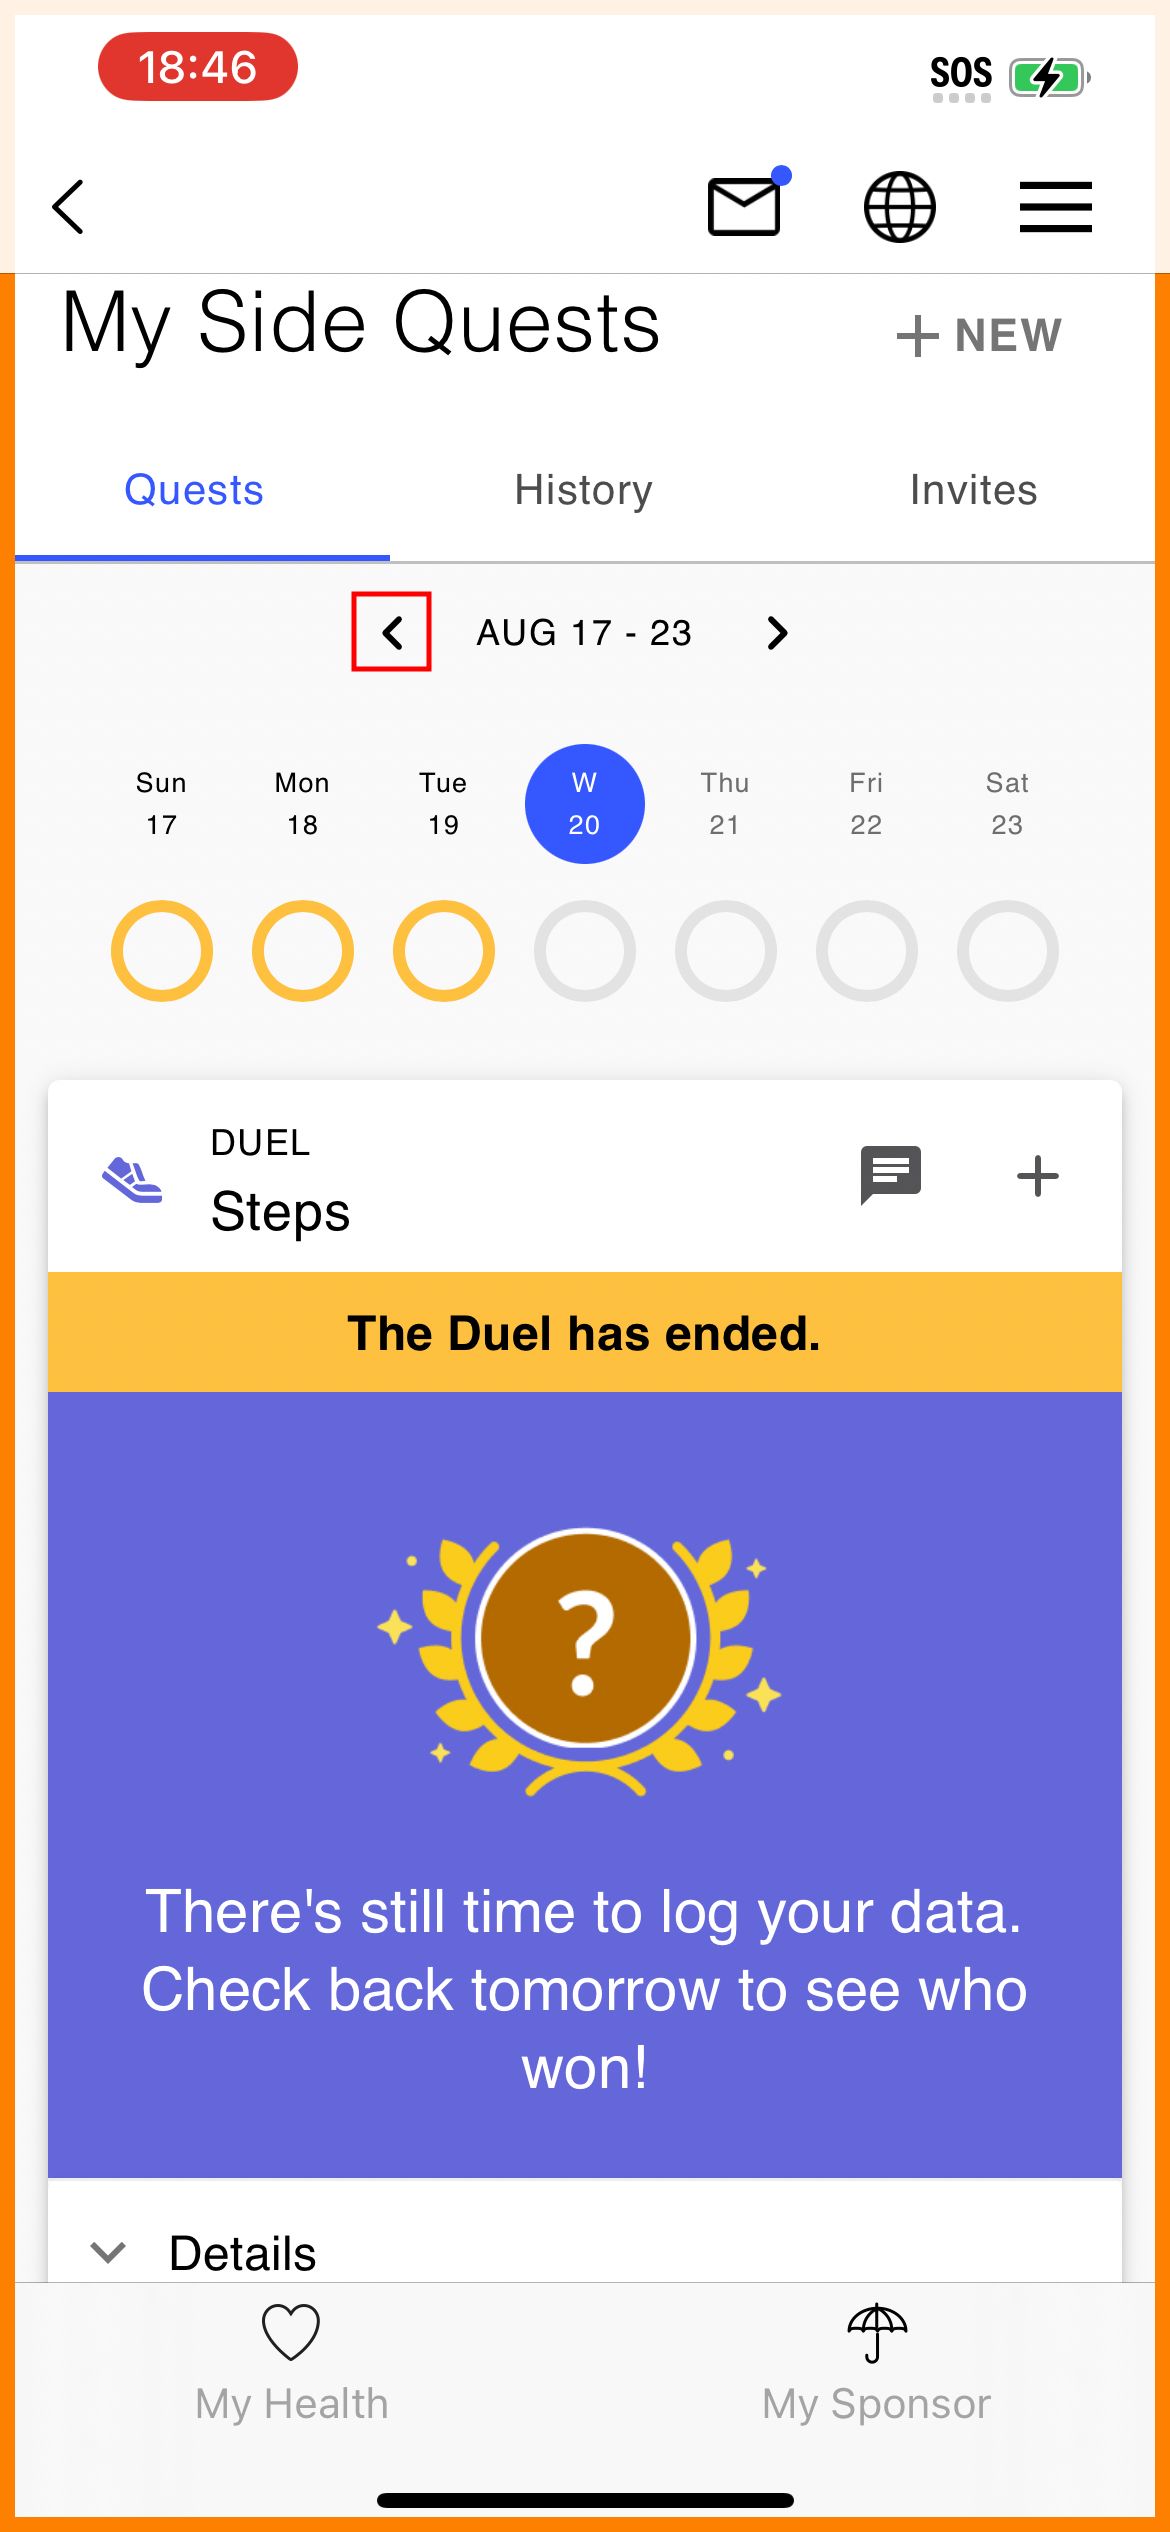 18:46
SOS
My Side Quests
NEW
Quests
History
Invites
AUG 17 - 23
Sun
Mon
Tue
W
Thu
Fri
Sat
17
18
19
20
21
22
23
DUEL
Steps
The Duel has ended.
?
There's still time to log your data.
Check back tomorrow to see who
won!
Details
My Health
My Sponsor